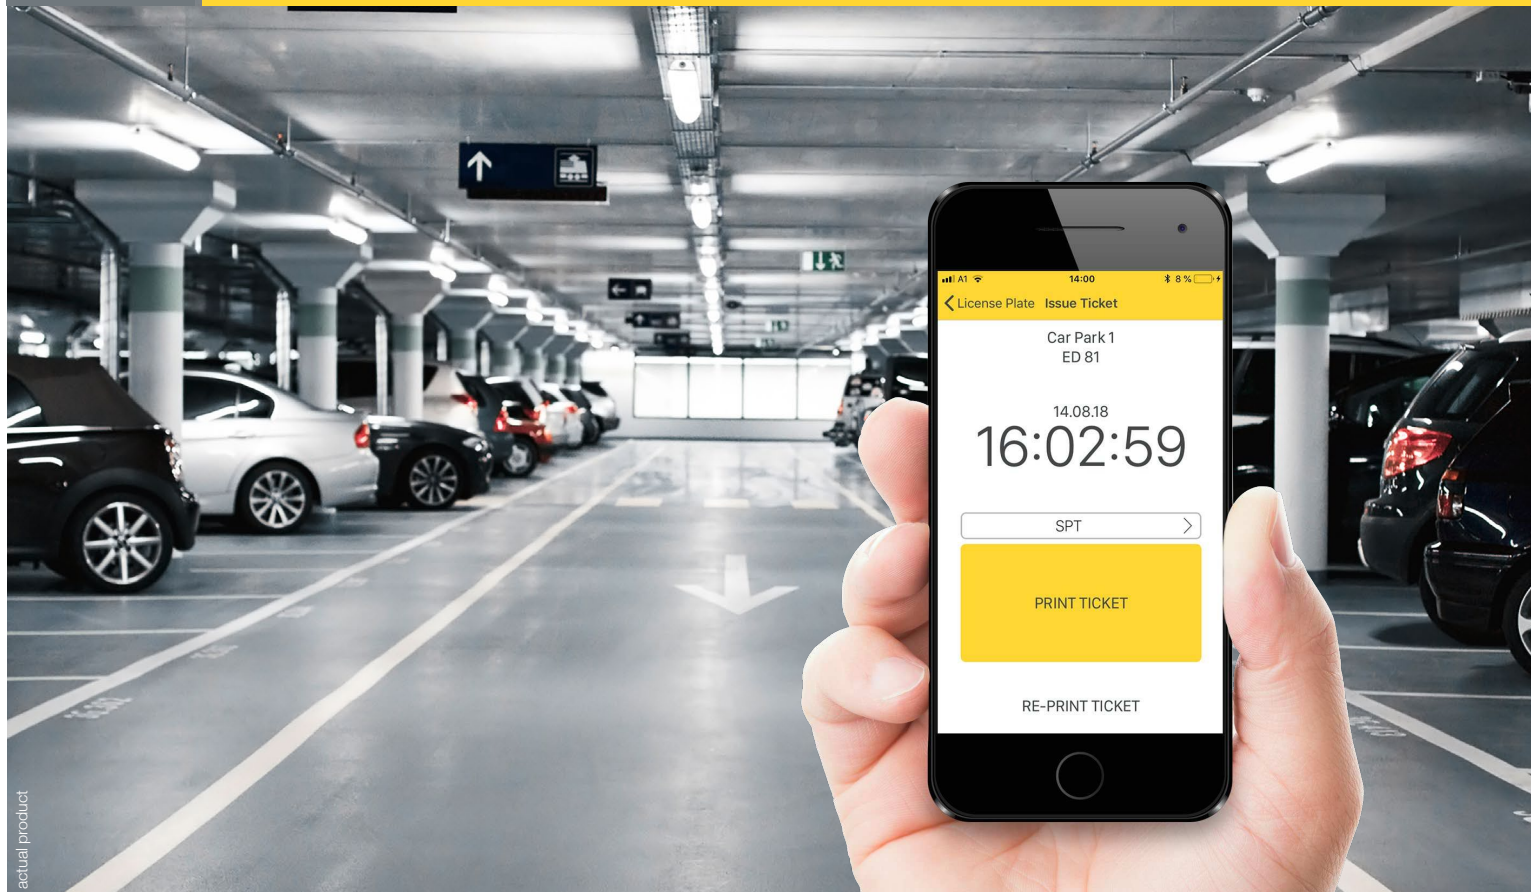 A1
14:00
8 %
License Plate Issue Ticket
Car Park 1
ED 81
14.08.18
16:02:59
SPT
PRINT TICKET
RE-PRINT TICKET
actual product